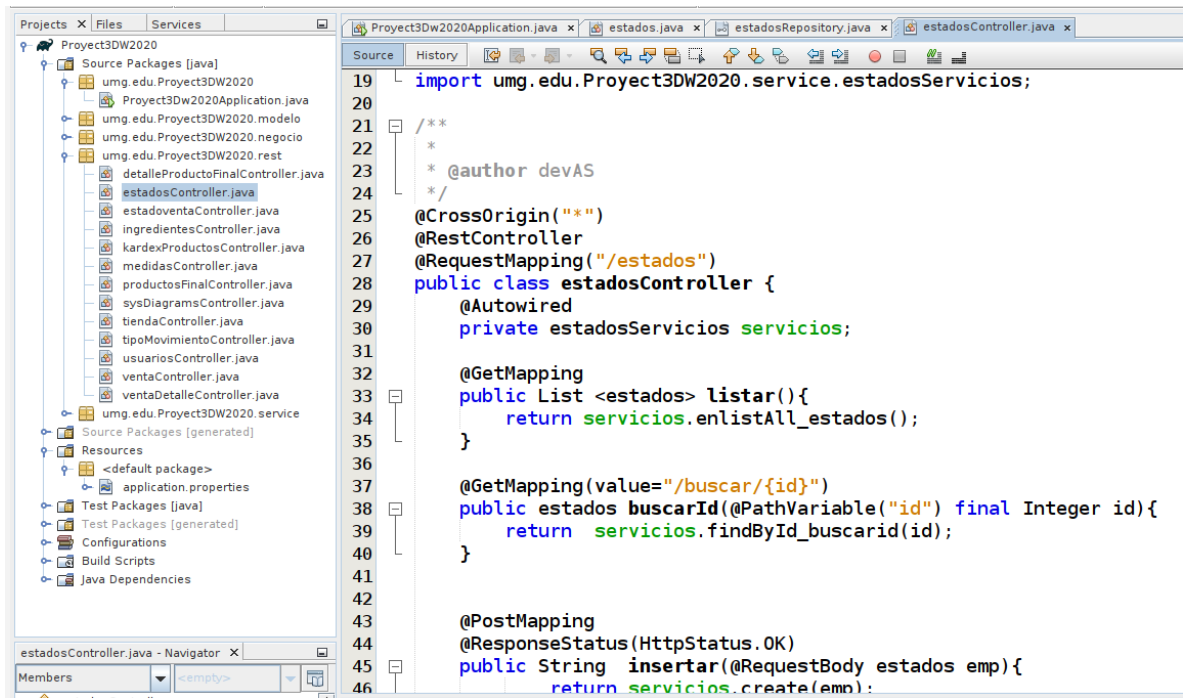 Projects Files Services
Proyect3DW2020
Source Packages [java]
umg.edu.Proyect3DW2020
Proyect3Dw2020Application.java
umg.edu.Proyect3DW2020.modelo
umg.edu.Proyect3DW2020.negocio
umg.edu.Proyect3DW2020.rest
detalleProductoFinalController.java
estadosController.java
estadoventaController.java
ingredientesController.java
kardexProductosController.java
medidasController.java
productosFinalController.java
sysDiagramsController.java
tiendaController.java
tipoMovimientoController.java
usuariosController.java
ventaController.java
ventaDetalleController.java
umg.edu.Proyect3DW2020.service
Source Packages [generated]
Resources
<default package>
application.properties
Test Packages [java]
Test Packages [generated]
Configurations
Build Scripts
Java Dependencies
estadosController.java - Navigator
Members <empty>
Proyect3Dw2020Application.java estados.java estadosRepository.java estadosController.java
Source History
19 import umg.edu.Proyect3DW2020.service.estadosServicios;
20
21 /**
22 *
23 * @author devAS
24 */
25 @CrossOrigin("*")
26 @RestController
27 @RequestMapping("/estados")
28 public class estadosController {
29 @Autowired
30 private estadosServicios servicios;
31
32 @GetMapping
33 public List <estados> listar(){
34 return servicios.enlistAll_estados();
35 }
36
37 @GetMapping(value="/buscar/{id}")
38 public estados buscarId(@PathVariable("id") final Integer id){
39 return servicios.findById_buscarid(id);
40 }
41
42
43 @PostMapping
44 @ResponseStatus(HttpStatus.OK)
45 public String insertar(@RequestBody estados emp){
46 return servicios.create(emp);